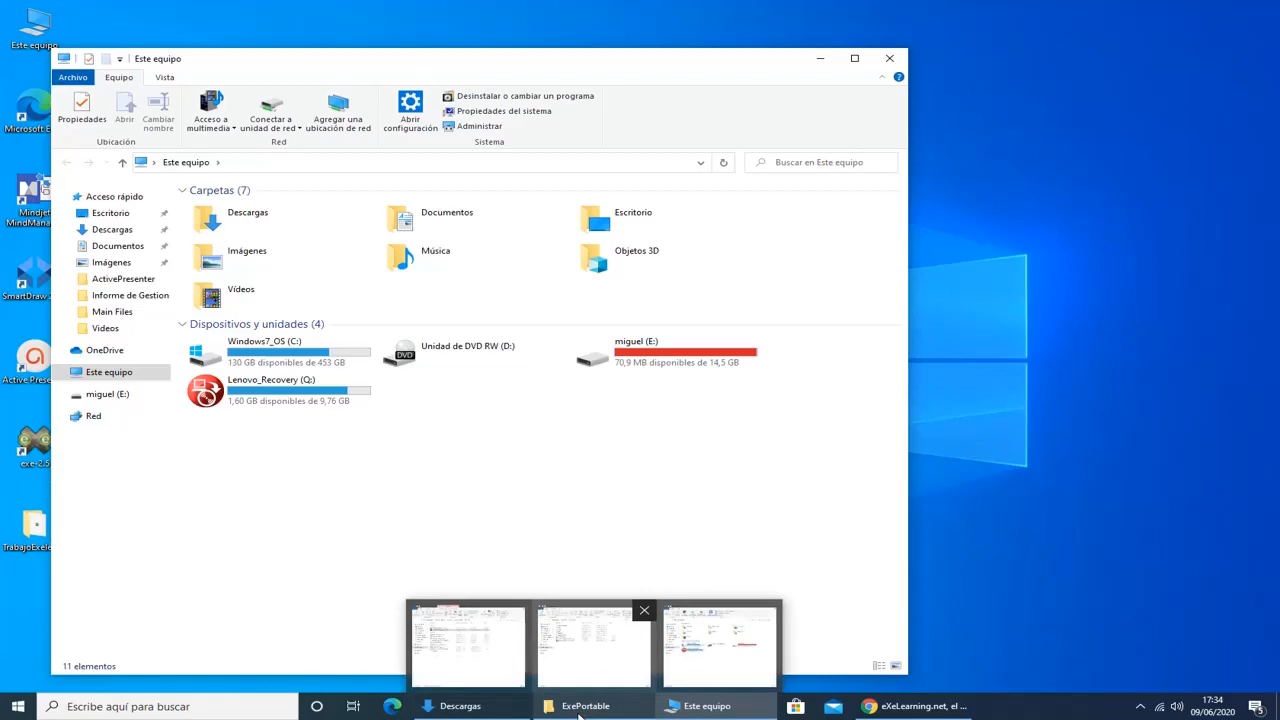 Este equipo
Este equipo
Archivo
Equipo
Vista
Propiedades
Abrir
Cambiar nombre
Ubicación
Acceso a multimedia
Conectar a unidad de red
Agregar una ubicación de red
Red
Abrir configuración
Desinstalar o cambiar un programa
Propiedades del sistema
Administrar
Sistema
Este equipo
Buscar en Este equipo
Acceso rápido
Escritorio
Descargas
Documentos
Imágenes
ActivePresenter
Informe de Gestion
Main Files
Videos
OneDrive
Este equipo
miguel (E:)
Red
Carpetas (7)
Descargas
Documentos
Escritorio
Imágenes
Música
Objetos 3D
Vídeos
Dispositivos y unidades (4)
Windows7_OS (C:)
130 GB disponibles de 453 GB
DVD
Unidad de DVD RW (D:)
miguel (E:)
70,9 MB disponibles de 14,5 GB
Lenovo_Recovery (Q:)
1,60 GB disponibles de 9,76 GB
11 elementos
Microsoft E
Mindjet
MindMana
SmartDraw 2
Active Prese
exe-2.5
TrabajoExele
Escribe aquí para buscar
Descargas
ExePortable
Este equipo
eXeLearning.net, el ...
17:34
09/06/2020